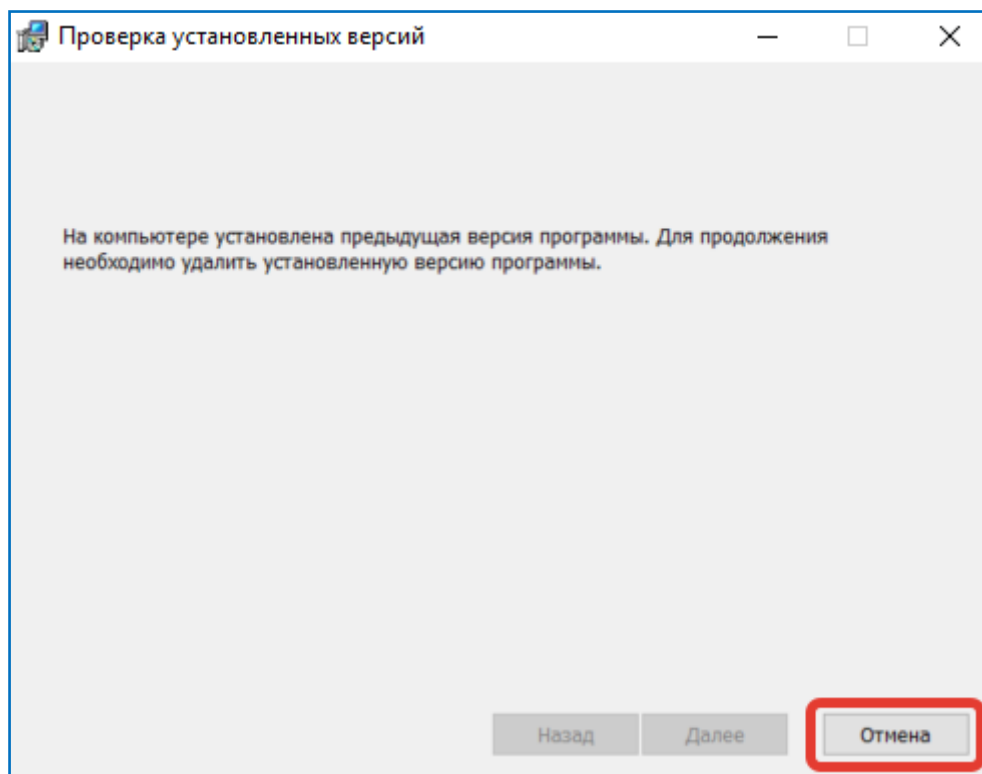 Проверка установленных версий
На компьютере установлена предыдущая версия программы. Для продолжения
необходимо удалить установленную версию программы.
Назад
Далее
Отмена